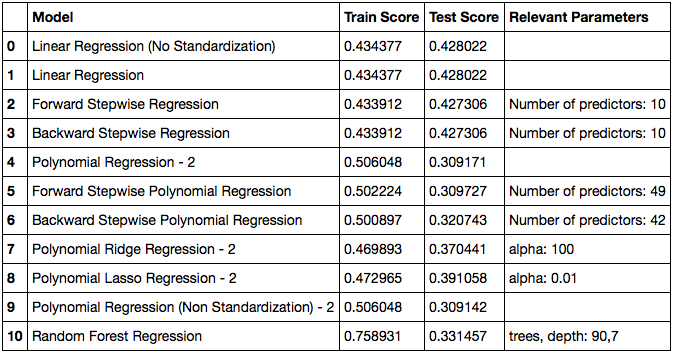 Model Train Score Test Score Relevant Parameters
0 Linear Regression (No Standardization) 0.434377 0.428022
1 Linear Regression 0.434377 0.428022
2 Forward Stepwise Regression 0.433912 0.427306 Number of predictors: 10
3 Backward Stepwise Regression 0.433912 0.427306 Number of predictors: 10
4 Polynomial Regression - 2 0.506048 0.309171
5 Forward Stepwise Polynomial Regression 0.502224 0.309727 Number of predictors: 49
6 Backward Stepwise Polynomial Regression 0.500897 0.320743 Number of predictors: 42
7 Polynomial Ridge Regression - 2 0.469893 0.370441 alpha: 100
8 Polynomial Lasso Regression - 2 0.472965 0.391058 alpha: 0.01
9 Polynomial Regression (Non Standardization) - 2 0.506048 0.309142
10 Random Forest Regression 0.758931 0.331457 trees, depth: 90,7